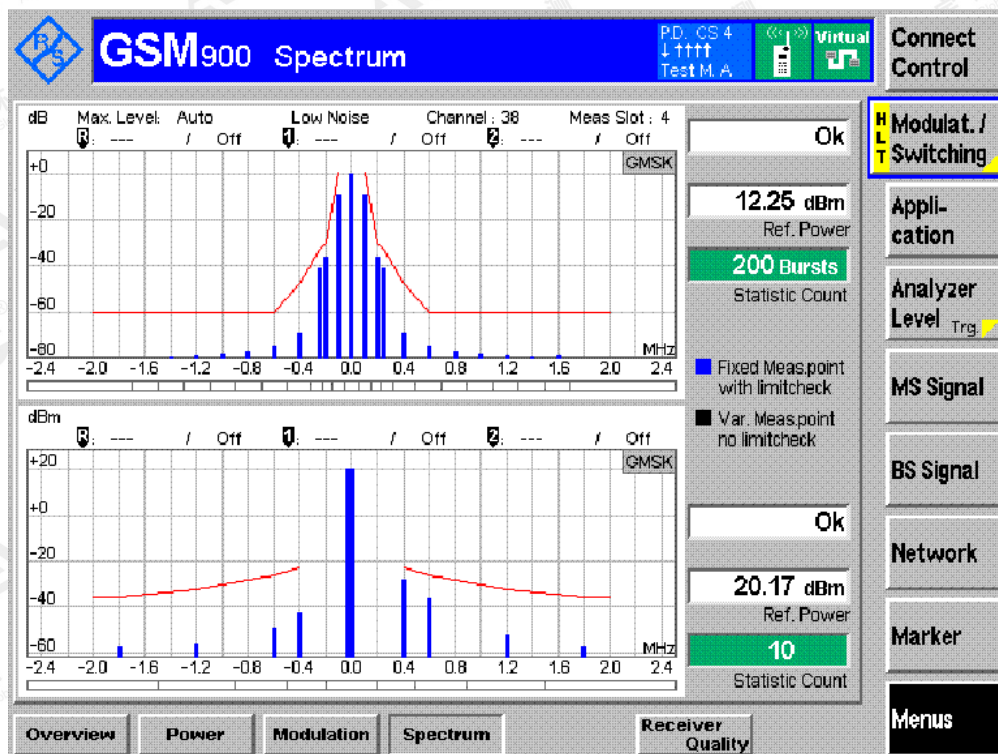 R S
GSM900 Spectrum
P.D. CS 4
↓ ↑↑↑↑
Test M. A
Virtual
Connect
Control
dB Max. Level: Auto Low Noise Channel : 38 Meas Slot : 4
R: --- / Off 1: --- / Off 2: --- / Off
GMSK
+0
-20
-40
-60
-80
MHz
-2.4 -2.0 -1.6 -1.2 -0.8 -0.4 0.0 0.4 0.8 1.2 1.6 2.0 2.4
Ok
12.25 dBm
Ref. Power
200 Bursts
Statistic Count
Fixed Meas.point
with limitcheck
Var. Meas.point
no limitcheck
dBm
R: --- / Off 1: --- / Off 2: --- / Off
GMSK
+20
+0
-20
-40
-60
MHz
-2.4 -2.0 -1.6 -1.2 -0.8 -0.4 0.0 0.4 0.8 1.2 1.6 2.0 2.4
Ok
20.17 dBm
Ref. Power
10
Statistic Count
HLT
Modulat. /
Switching
Appli-
cation
Analyzer
Level Trg.
MS Signal
BS Signal
Network
Marker
Menus
Overview
Power
Modulation
Spectrum
Receiver
Quality